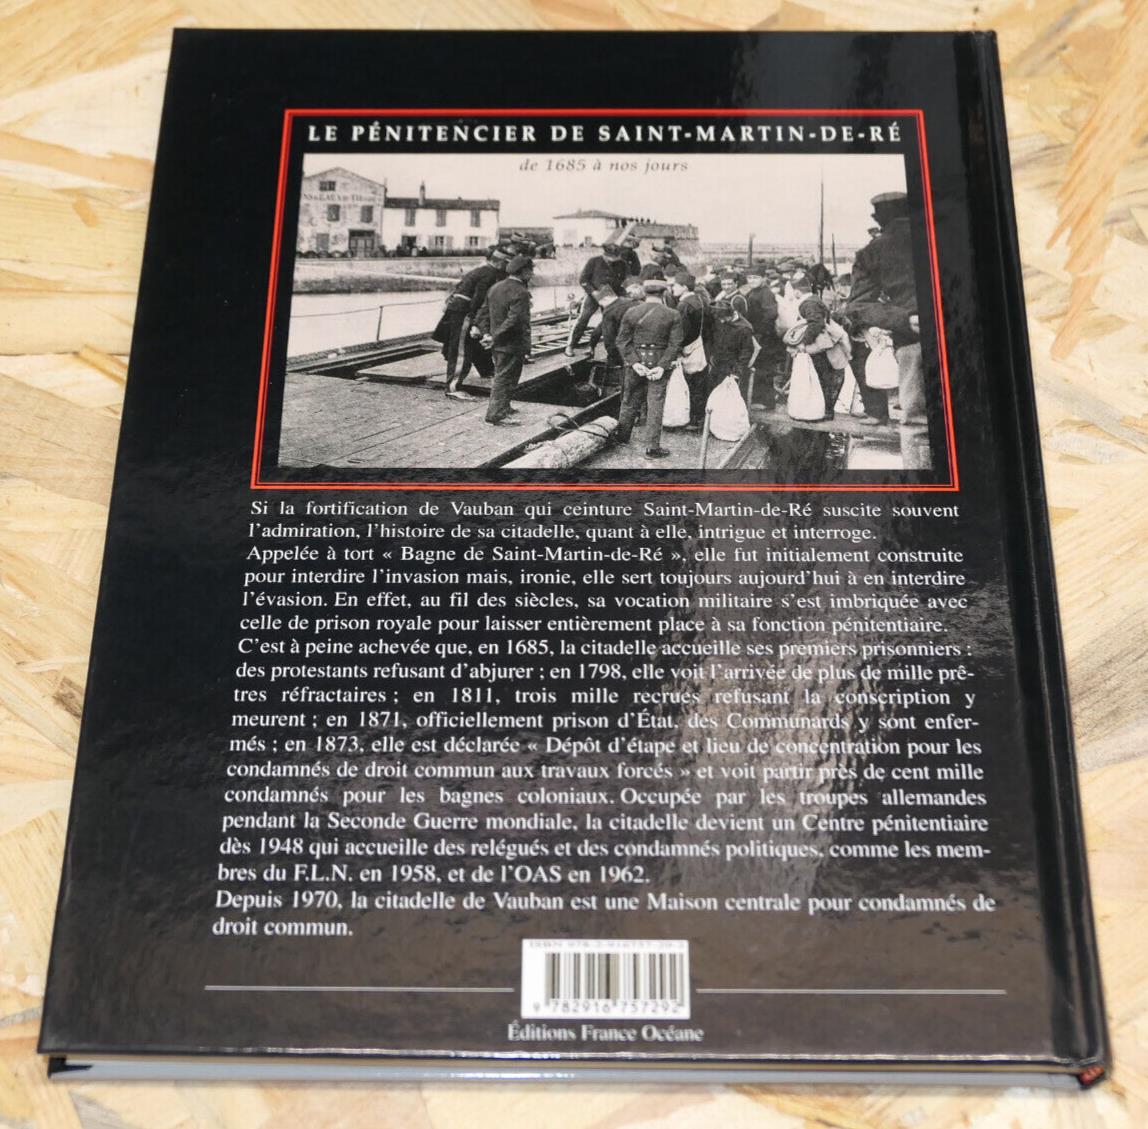 LE PÉNITENCIER DE SAINT-MARTIN-DE-RÉ
de 1685 à nos jours
Si la fortification de Vauban qui ceinture Saint-Martin-de-Ré suscite souvent
l'admiration, l'histoire de sa citadelle, quant à elle, intrigue et interroge.
Appelée à tort « Bagne de Saint-Martin-de-Ré », elle fut initialement construite
pour interdire l'invasion mais, ironie, elle sert toujours aujourd'hui à en interdire
l'évasion. En effet, au fil des siècles, sa vocation militaire s'est imbriquée avec
celle de prison royale pour laisser entièrement place à sa fonction pénitentiaire.
C'est à peine achevée que, en 1685, la citadelle accueille ses premiers prisonniers :
des protestants refusant d'abjurer ; en 1798, elle voit l'arrivée de plus de mille prê-
tres réfractaires ; en 1811, trois mille recrues refusant la conscription y
meurent ; en 1871, officiellement prison d'État, des Communards y sont enfer-
més ; en 1873, elle est déclarée « Dépôt d'étape et lieu de concentration pour les
condamnés de droit commun aux travaux forcés » et voit partir près de cent mille
condamnés pour les bagnes coloniaux. Occupée par les troupes allemandes
pendant la Seconde Guerre mondiale, la citadelle devient un Centre pénitentiaire
dès 1948 qui accueille des relégués et des condamnés politiques, comme les mem-
bres du F.L.N. en 1958, et de l'OAS en 1962.
Depuis 1970, la citadelle de Vauban est une Maison centrale pour condamnés de
droit commun.
ISBN 978-2-916757-29-2
9 782916 757292
Éditions France Océane